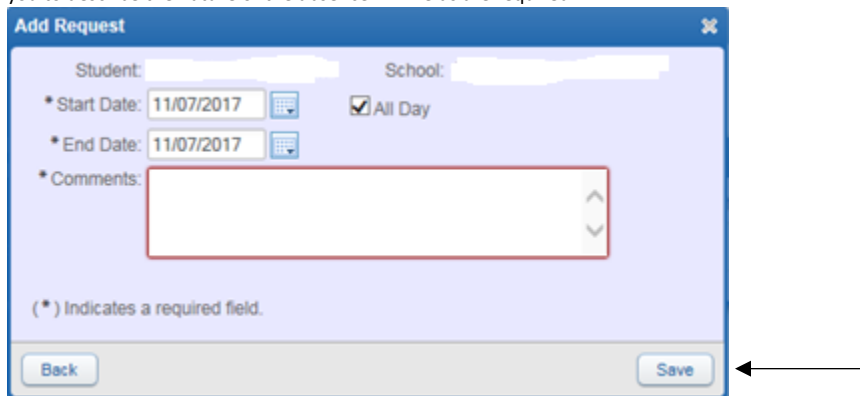 Add Request
Student: School:
* Start Date: 11/07/2017 All Day
* End Date: 11/07/2017
* Comments:
(*) Indicates a required field.
Back Save